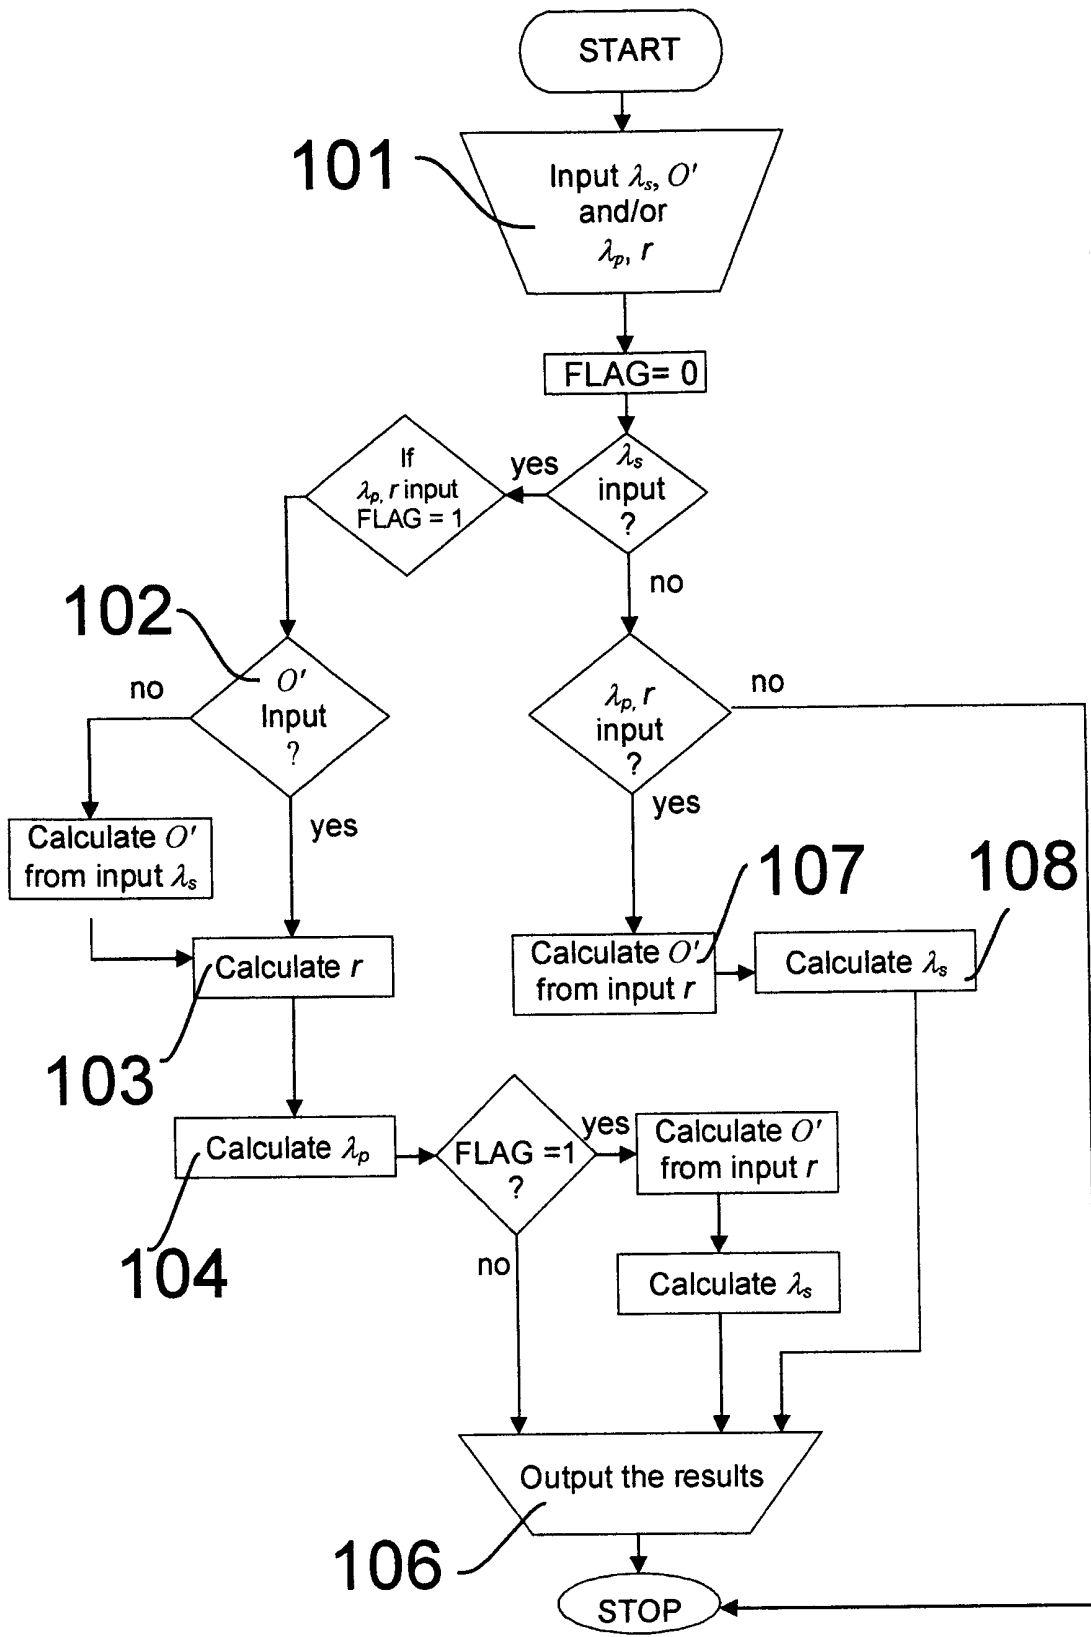 START
101
Input λs, O'
and/or
λp, r
FLAG= 0
λs
input
?
yes
If
λp, r input
FLAG = 1
no
102
O'
Input
?
no
λp, r
input
?
no
yes
yes
Calculate O'
from input λs
107
108
Calculate r
Calculate O'
from input r
Calculate λs
103
Calculate λp
FLAG =1
?
yes
Calculate O'
from input r
104
no
Calculate λs
Output the results
106
STOP